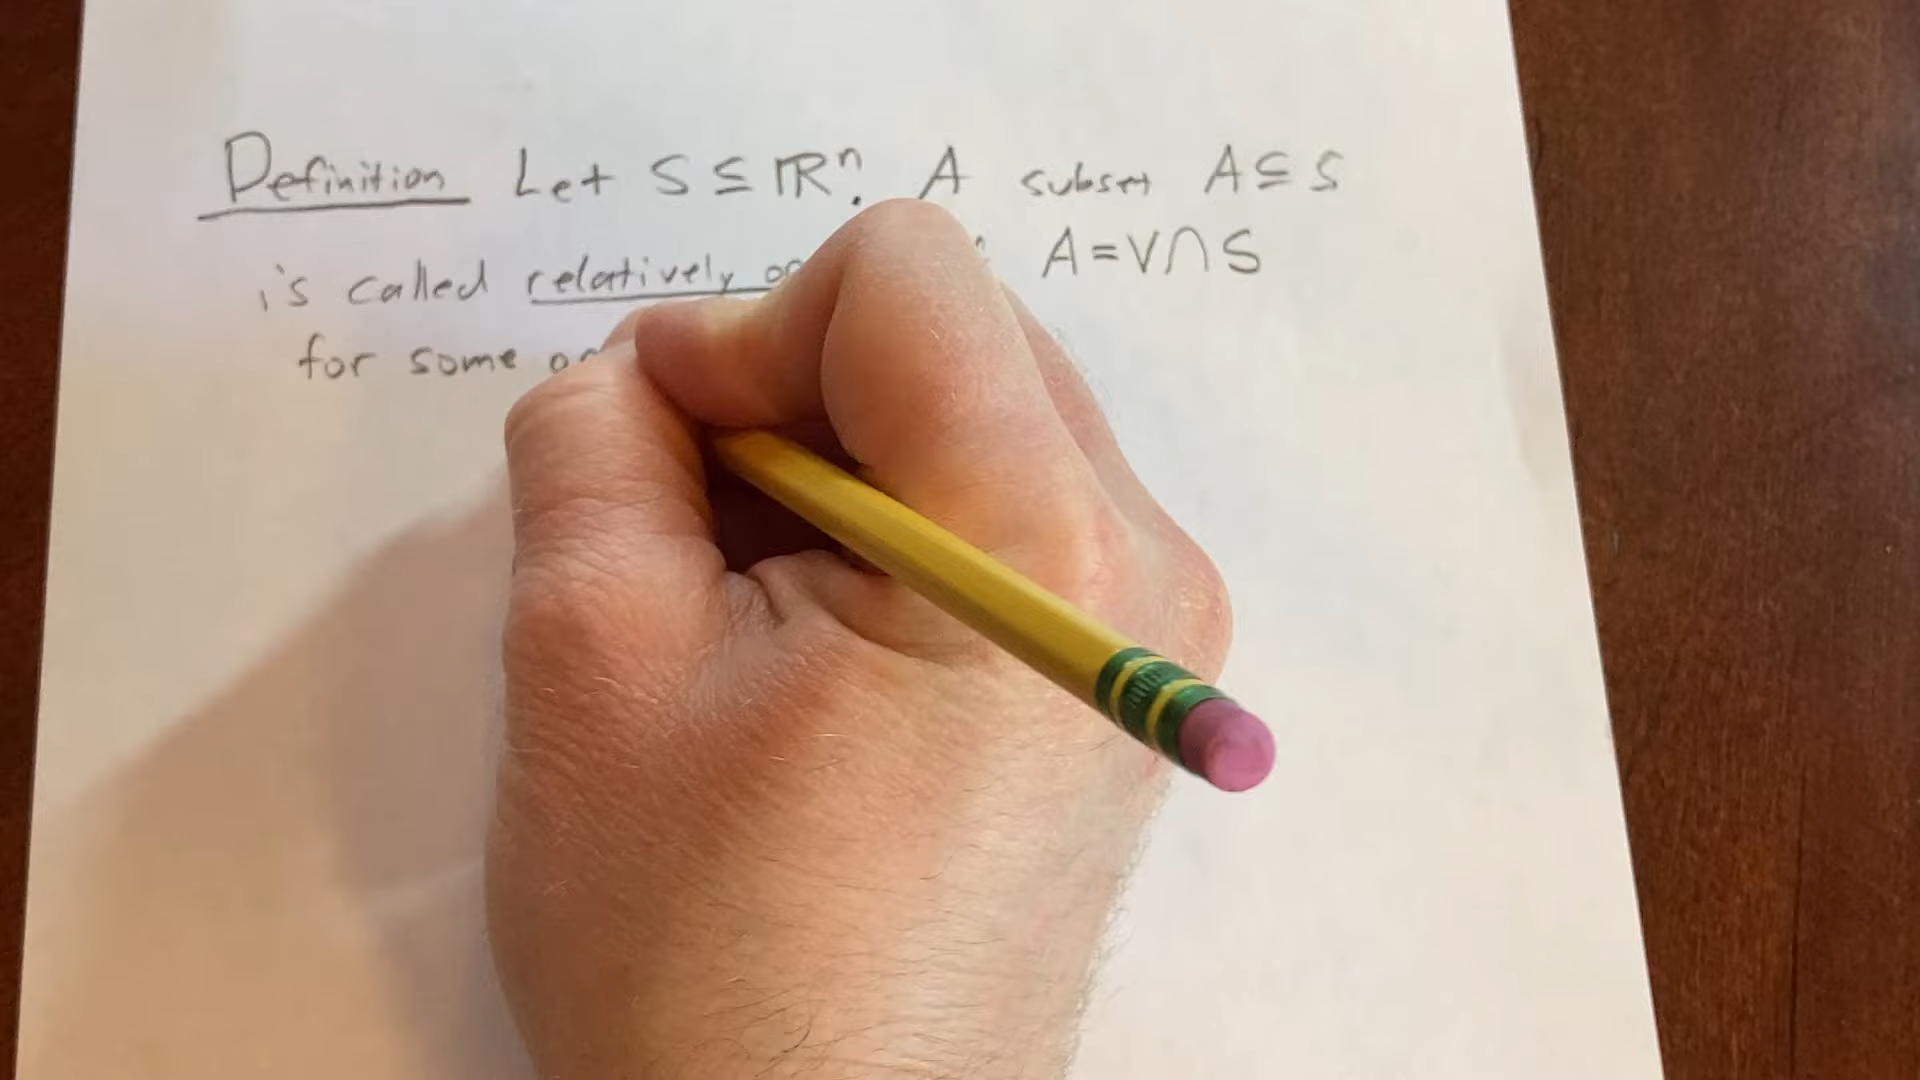 Definition Let S ⊆ ℝⁿ. A subset A ⊆ S
is called relatively A = V ∩ S
for some